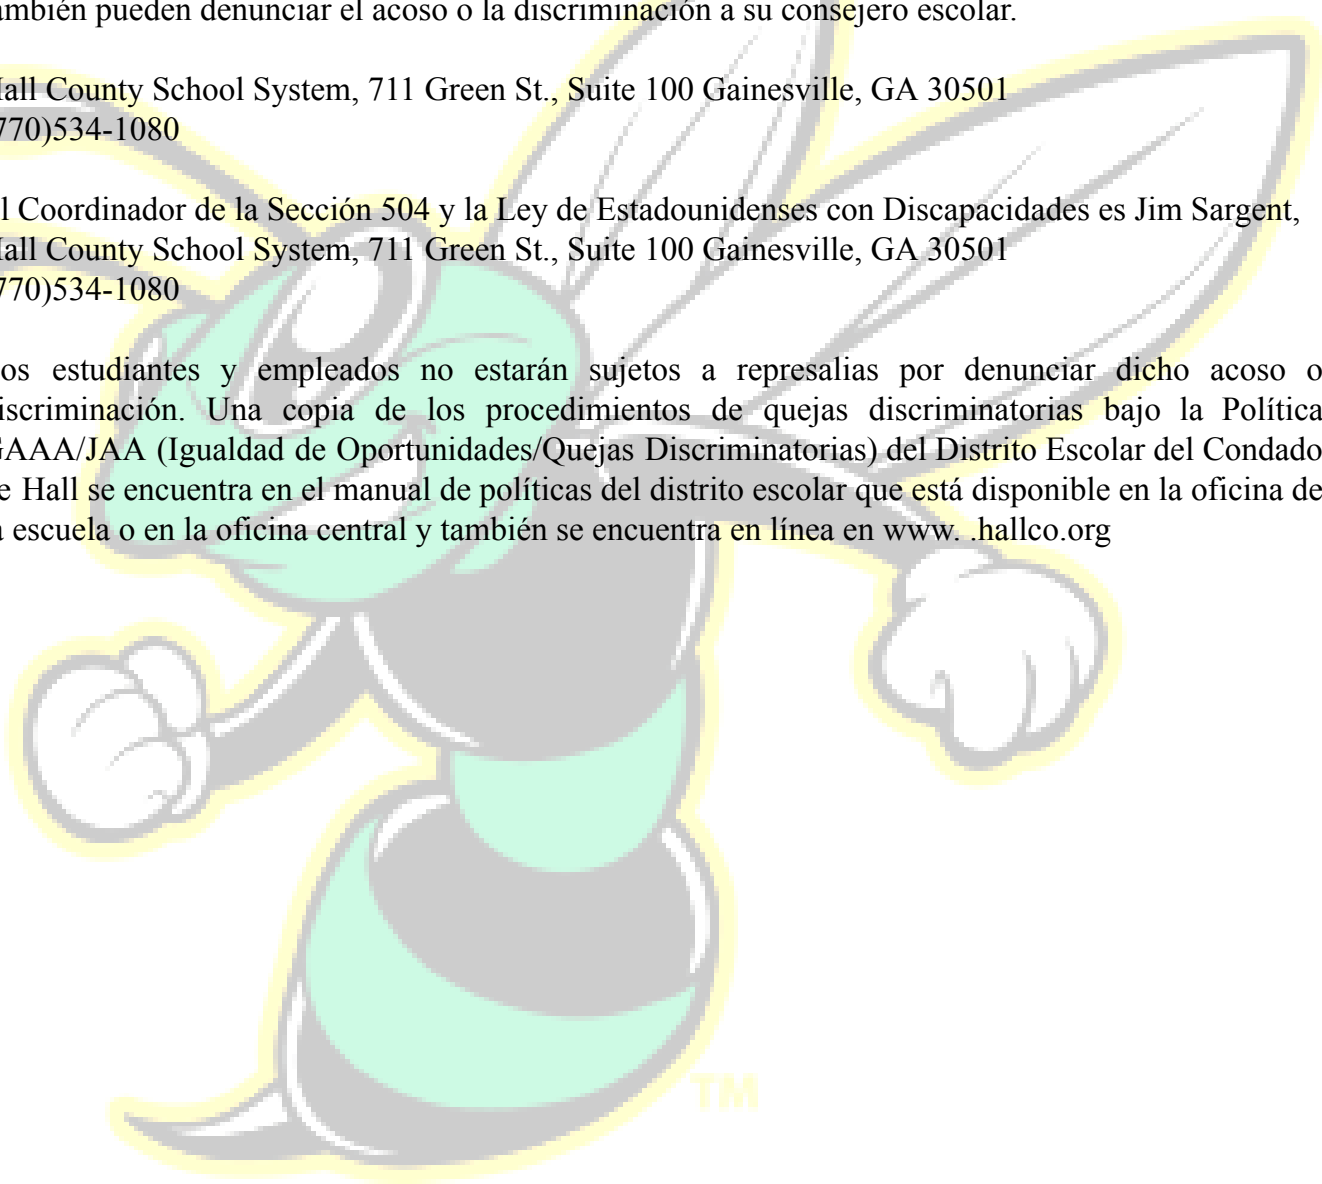 también pueden denunciar el acoso o la discriminación a su consejero escolar.
Hall County School System, 711 Green St., Suite 100 Gainesville, GA 30501
770)534-1080
l Coordinador de la Sección 504 y la Ley de Estadounidenses con Discapacidades es Jim Sargent,
Hall County School System, 711 Green St., Suite 100 Gainesville, GA 30501
770)534-1080
os estudiantes y empleados no estarán sujetos a represalias por denunciar dicho acoso o
iscriminación. Una copia de los procedimientos de quejas discriminatorias bajo la Política
GAAA/JAA (Igualdad de Oportunidades/Quejas Discriminatorias) del Distrito Escolar del Condado
e Hall se encuentra en el manual de políticas del distrito escolar que está disponible en la oficina de
a escuela o en la oficina central y también se encuentra en línea en www. .hallco.org
TM